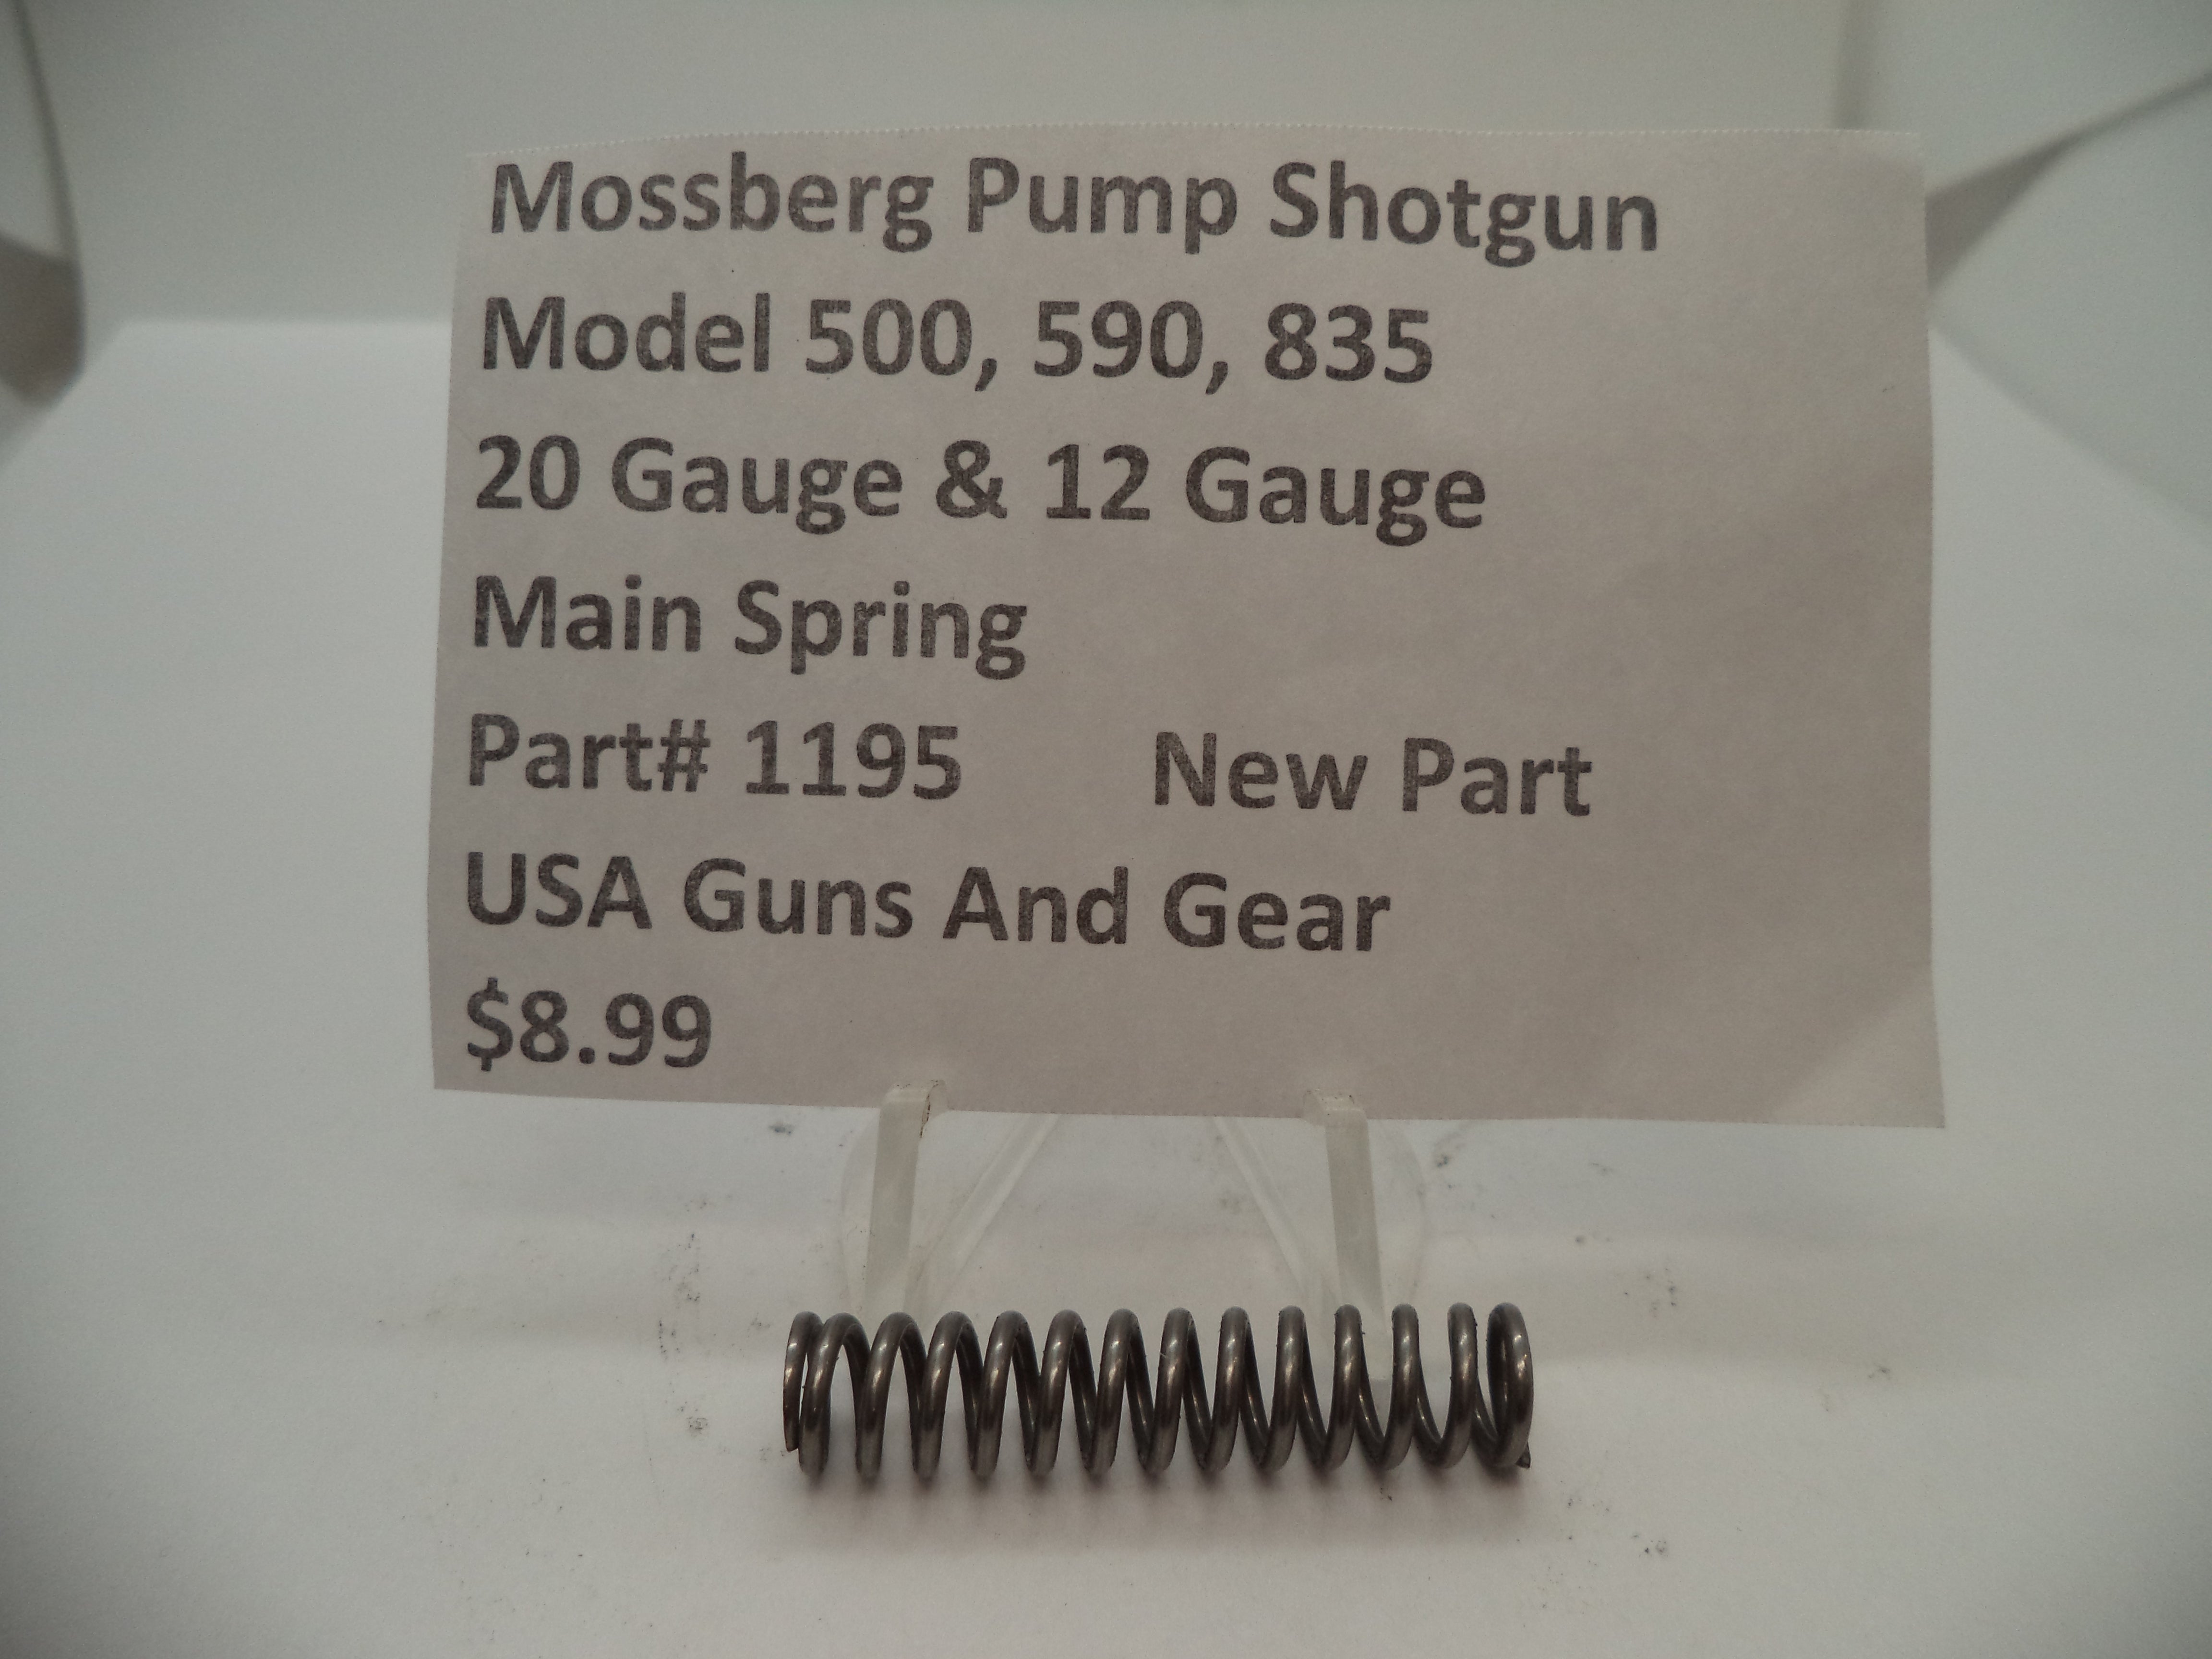 Mossberg Pump Shotgun
Model 500, 590, 835
20 Gauge & 12 Gauge
Main Spring
Part# 1195 New Part
USA Guns And Gear
$8.99